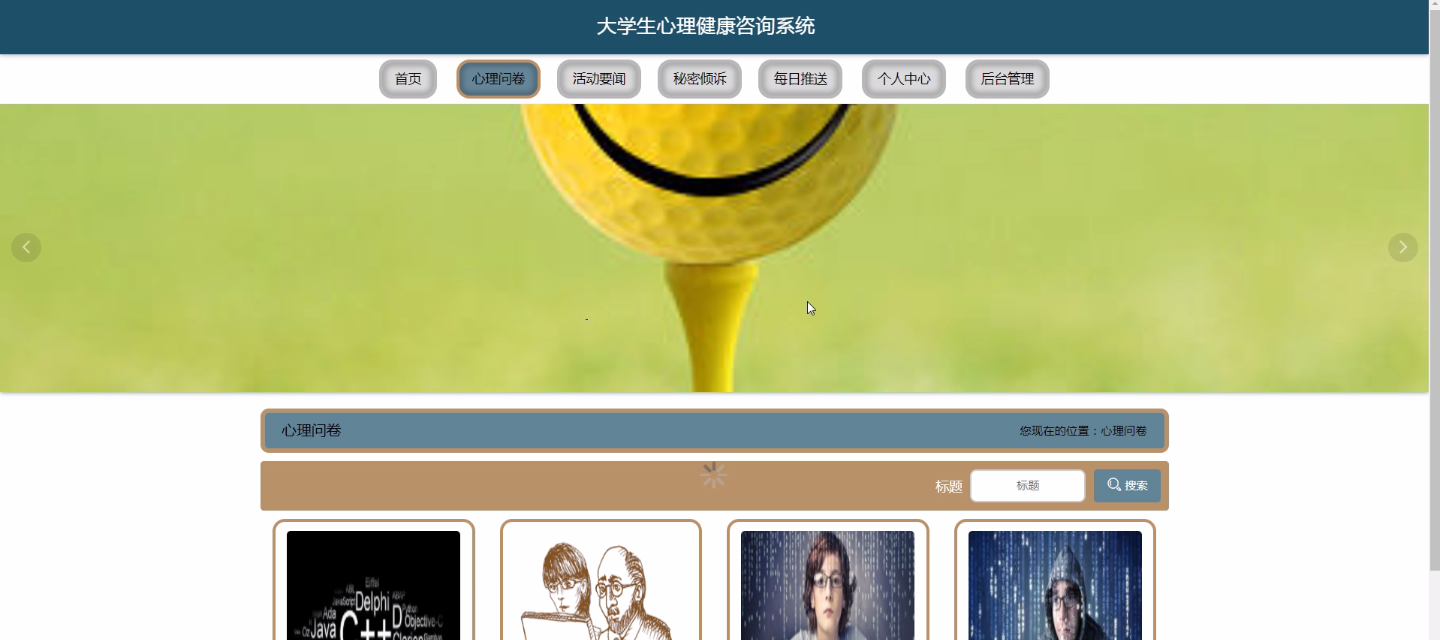 大学生心理健康咨询系统
首页 心理问卷 活动要闻 秘密倾诉 每日推送 个人中心 后台管理
心理问卷 您现在的位置：心理问卷
标题 标题 搜索
Eiffel
JavaScript Delphi
Ada Java C++ D Objective-C